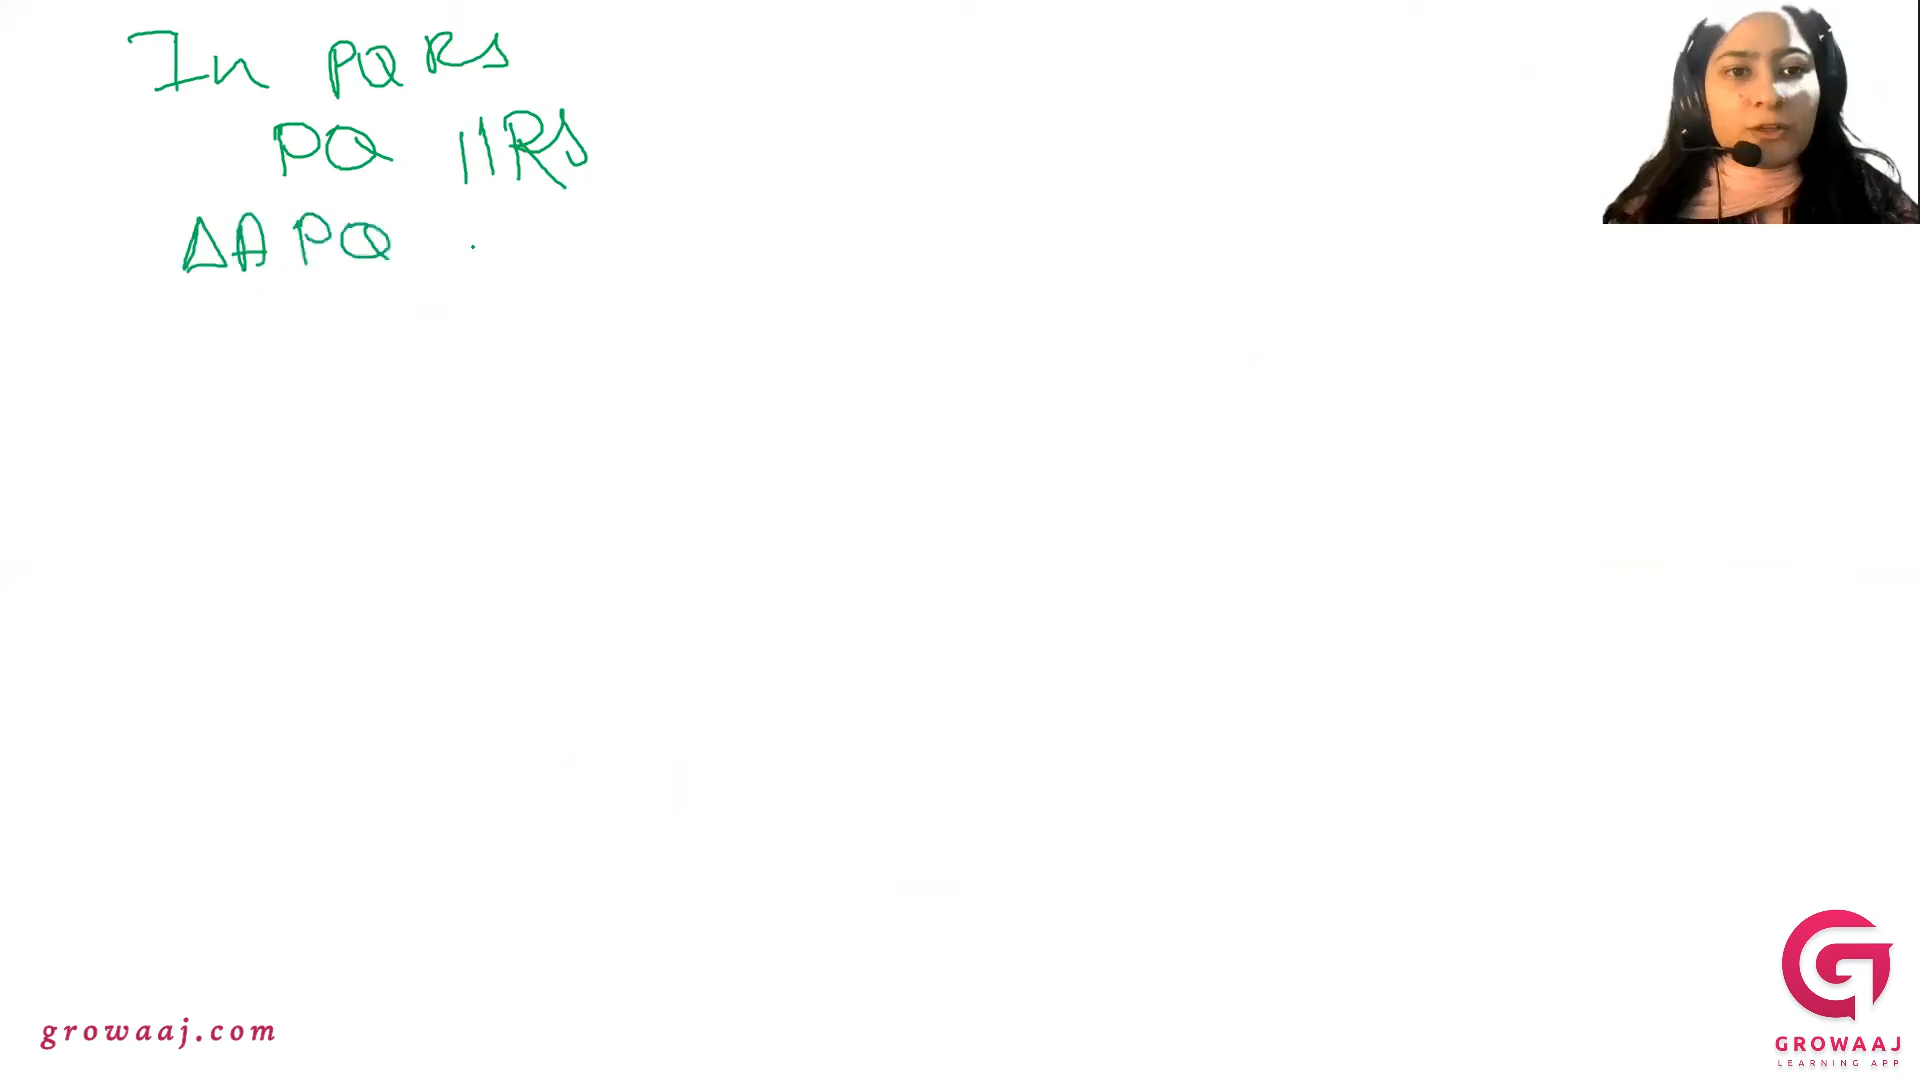 In PQRS
PQ || RS
ΔAPQ .
growaaj.com
GROWAAJ
LEARNING APP